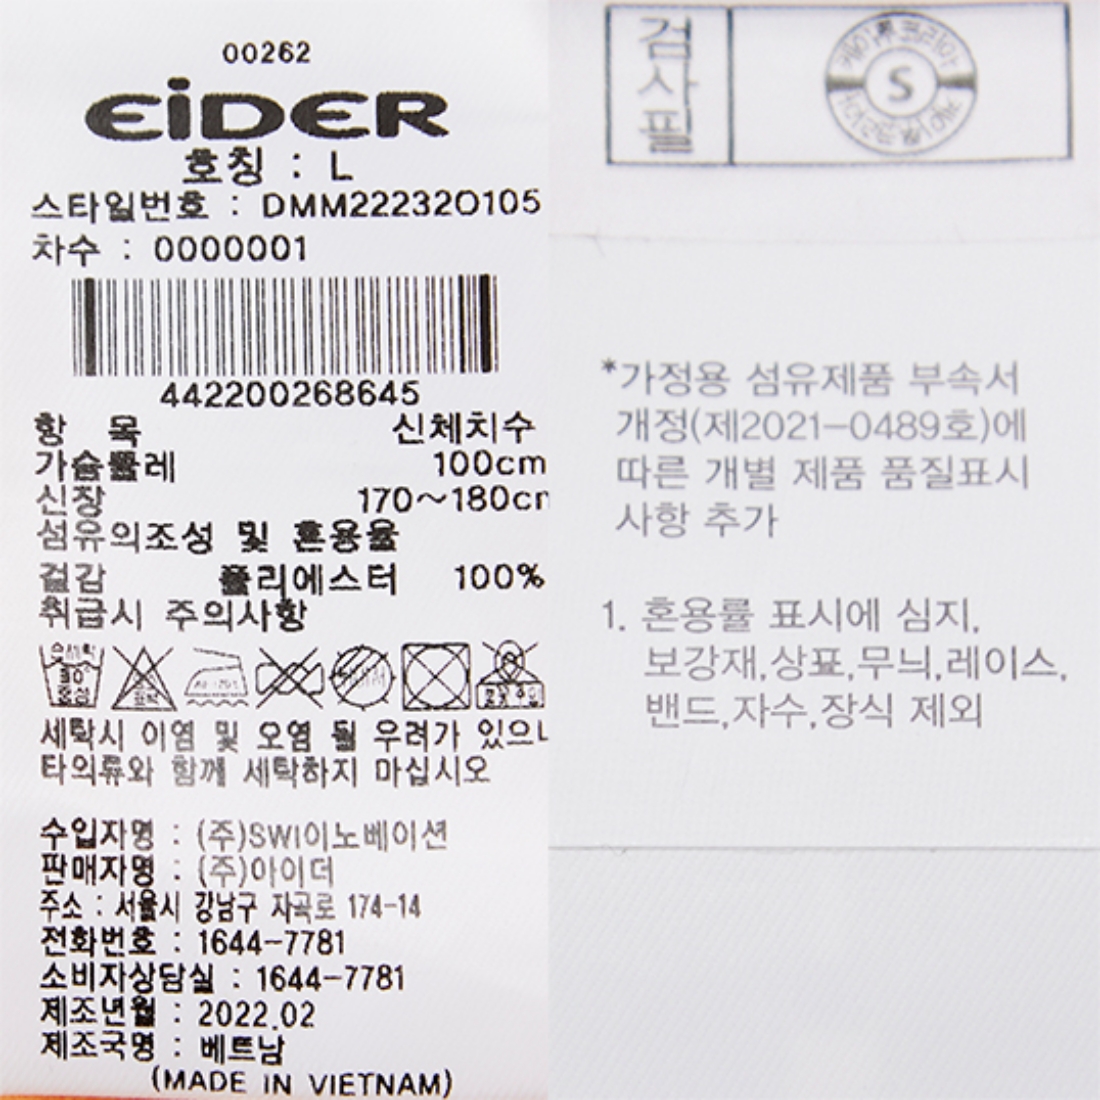 00262
EiDER
호칭 : L
스타일번호 : DMM22232O105
차수 : 0000001
442200268645
항 목 신체치수
가슴둘레 100cm
신장 170~180cm
섬유의조성 및 혼용율
겉감 폴리에스터 100%
취급시 주의사항
30°
중성
세탁시 이염 및 오염 될 우려가 있으니
타의류와 함께 세탁하지 마십시오
수입자명 : (주)SWI이노베이션
판매자명 : (주)아이더
주소 : 서울시 강남구 자곡로 174-14
전화번호 : 1644-7781
소비자상담실 : 1644-7781
제조년월 : 2022.02
제조국명 : 베트남
(MADE IN VIETNAM)
검사필
S
*가정용 섬유제품 부속서
개정(제2021-0489호)에
따른 개별 제품 품질표시
사항 추가
1. 혼용률 표시에 심지,
보강재,상표,무늬,레이스,
밴드,자수,장식 제외